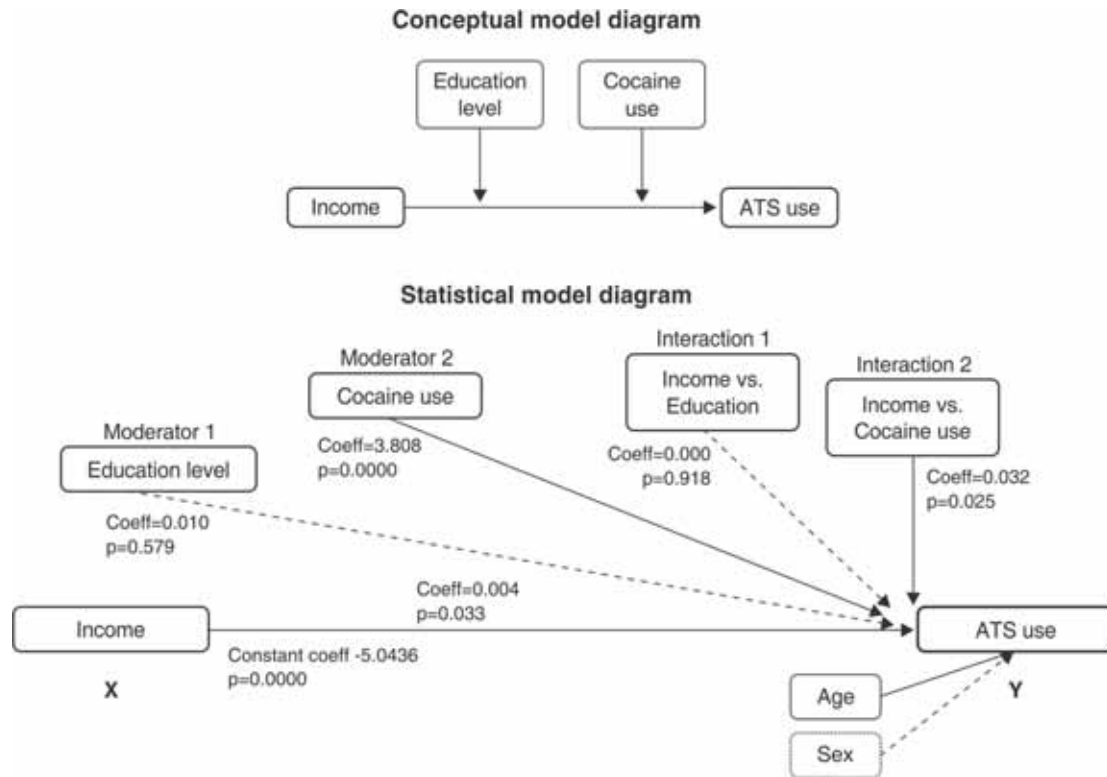 Conceptual model diagram
Education
level
Cocaine
use
Income
ATS use
Statistical model diagram
Interaction 1
Income vs.
Education
Interaction 2
Income vs.
Cocaine use
Moderator 2
Cocaine use
Moderator 1
Education level
Coeff=3.808
p=0.0000
Coeff=0.000
p=0.918
Coeff=0.032
p=0.025
Coeff=0.010
p=0.579
Coeff=0.004
p=0.033
Income
ATS use
Constant coeff -5.0436
p=0.0000
X
Y
Age
Sex